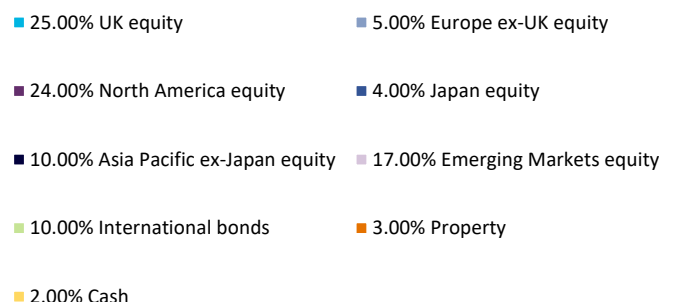 25.00% UK equity
5.00% Europe ex-UK equity
24.00% North America equity
4.00% Japan equity
10.00% Asia Pacific ex-Japan equity
17.00% Emerging Markets equity
10.00% International bonds
3.00% Property
2.00% Cash